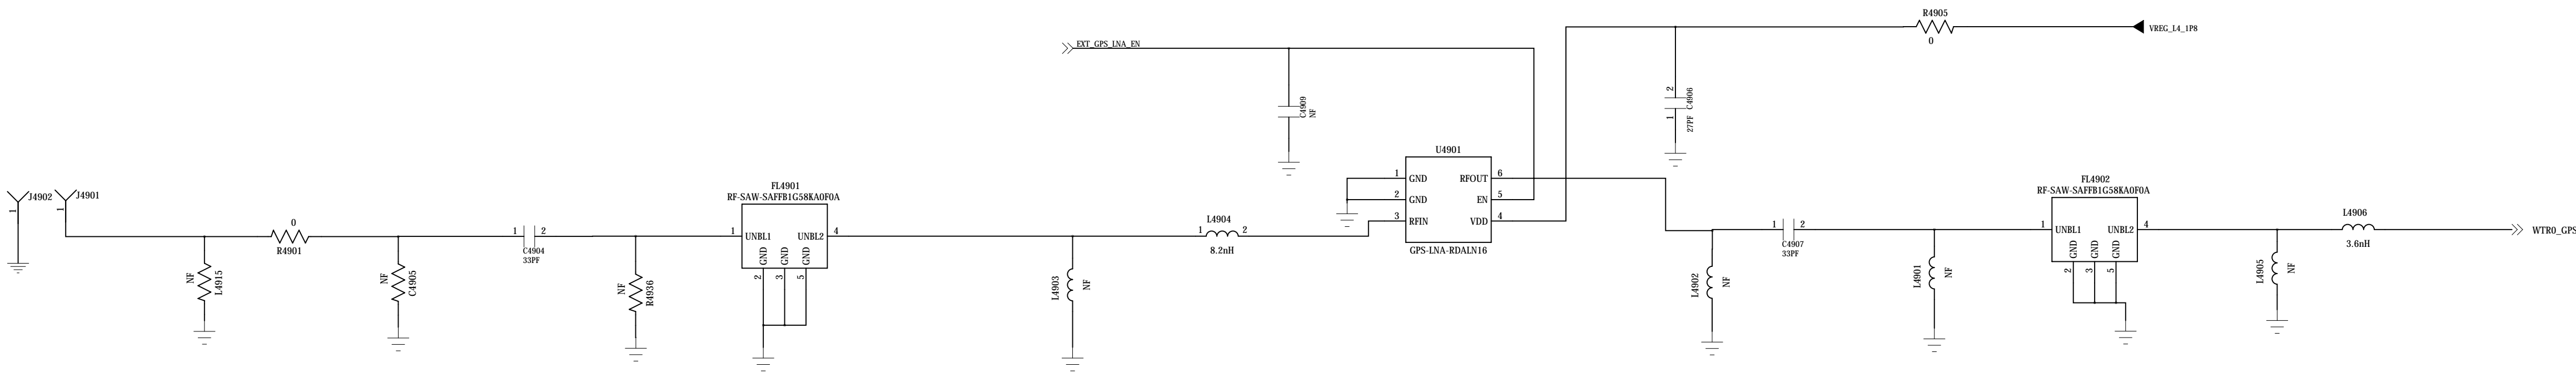 R4905
0
VREG_L4_1P8
EXT_GPS_LNA_EN
C4909
NF
2
1
C4906
27PF
U4901
1
GND
RFOUT
6
2
GND
EN
5
3
RFIN
VDD
4
GPS-LNA-RDALN16
J4902
1
J4901
1
0
R4901
NF
L4915
NF
C4905
1
2
C4904
33PF
NF
R4936
FL4901
RF-SAW-SAFFB1G58KA0F0A
1
UNBL1
UNBL2
4
GND
GND
GND
2
3
5
L4903
NF
L4904
1
2
8.2nH
L4902
NF
1
2
C4907
33PF
L4901
NF
FL4902
RF-SAW-SAFFB1G58KA0F0A
1
UNBL1
UNBL2
4
GND
GND
GND
2
3
5
L4905
NF
L4906
3.6nH
WTR0_GPS